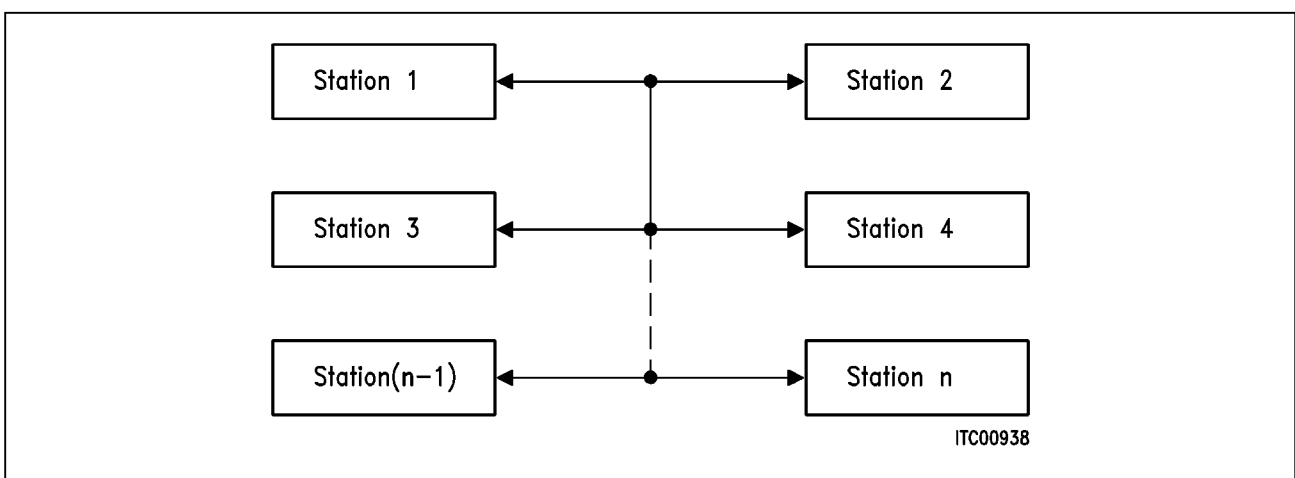 Station 1
Station 2
Station 3
Station 4
Station(n-1)
Station n
ITC00938